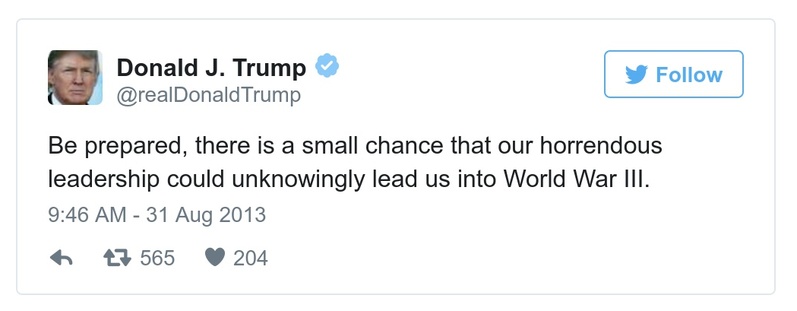 Donald J. Trump
@realDonaldTrump
Follow
Be prepared, there is a small chance that our horrendous
leadership could unknowingly lead us into World War III.
9:46 AM - 31 Aug 2013
565 204